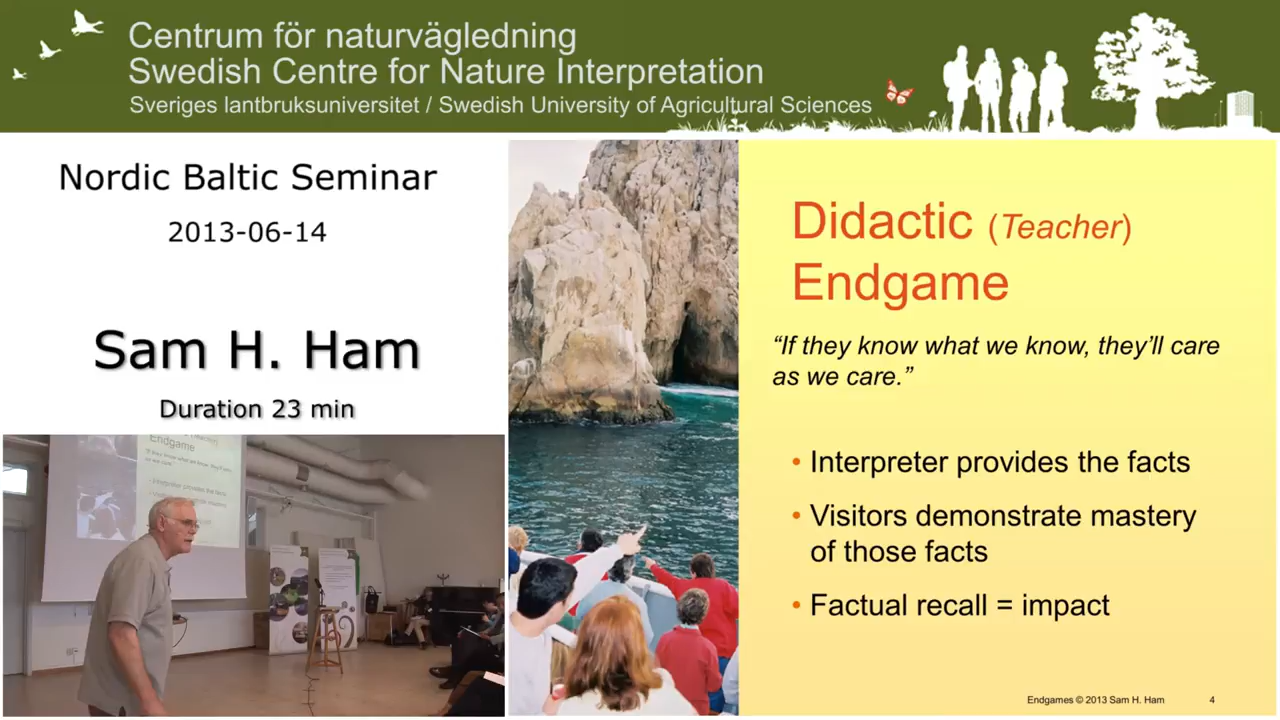 Centrum för naturvägledning
Swedish Centre for Nature Interpretation
Sveriges lantbruksuniversitet / Swedish University of Agricultural Sciences
Nordic Baltic Seminar
2013-06-14
Sam H. Ham
Duration 23 min
Endgame
Didactic (Teacher)
Endgame
“If they know what we know, they’ll care
as we care.”
• Interpreter provides the facts
• Visitors demonstrate mastery
of those facts
• Factual recall = impact
Endgames © 2013 Sam H. Ham
4